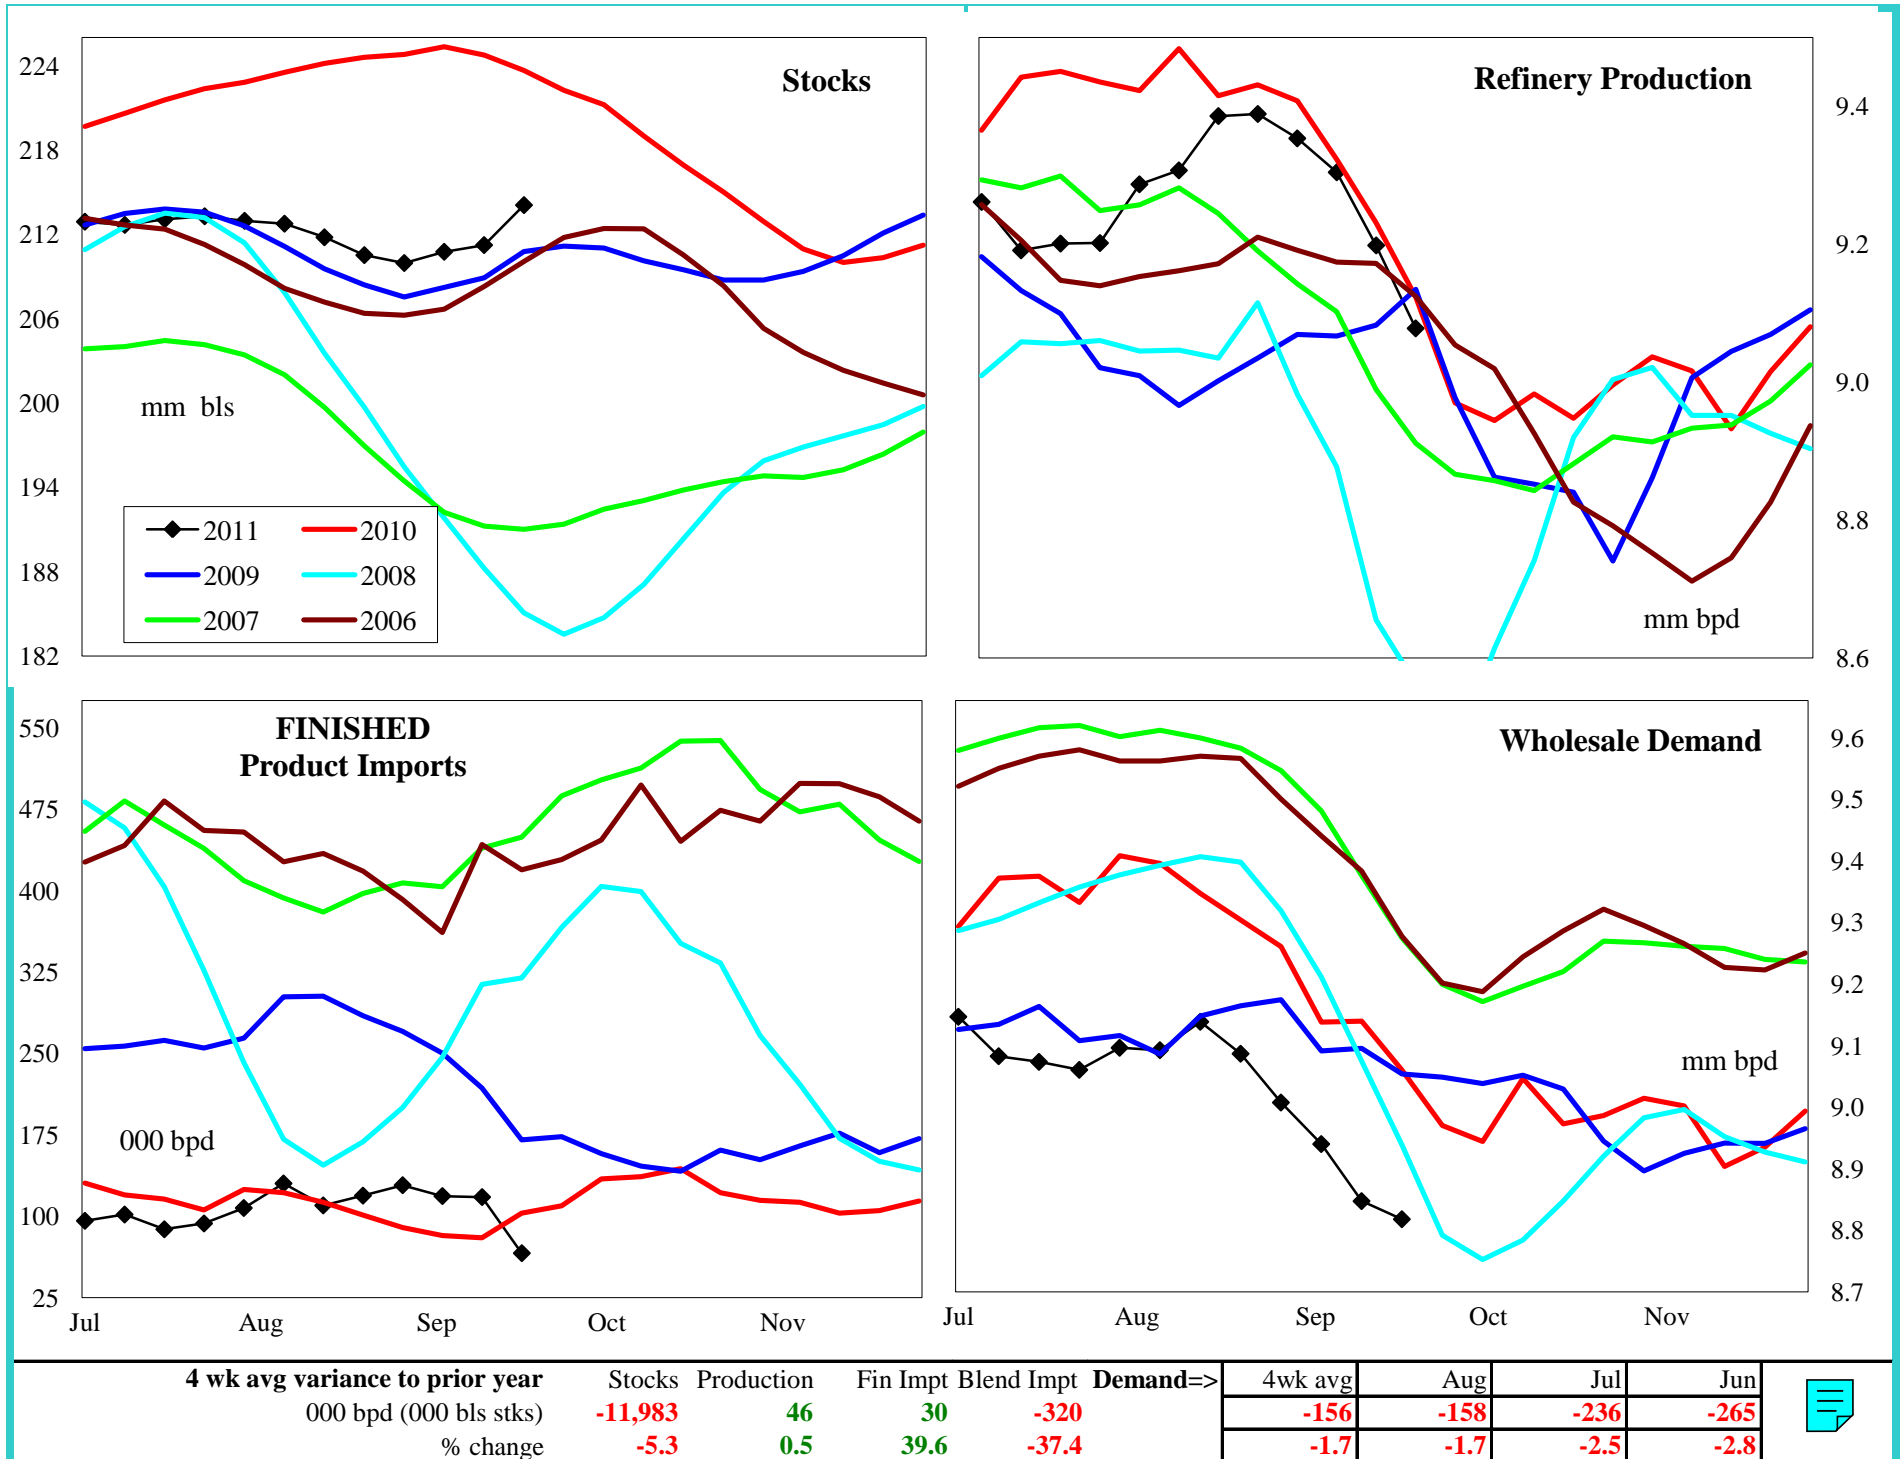 Stocks
224
218
212
206
200
194
188
182
mm bls
2011 2010
2009 2008
2007 2006
Refinery Production
9.4
9.2
9.0
8.8
8.6
mm bpd
FINISHED
Product Imports
550
475
400
325
250
175
100
25
000 bpd
Jul Aug Sep Oct Nov
Wholesale Demand
9.6
9.5
9.4
9.3
9.2
9.1
9.0
8.9
8.8
8.7
mm bpd
Jul Aug Sep Oct Nov
4 wk avg variance to prior year Stocks Production Fin Impt Blend Impt Demand=> 4wk avg Aug Jul Jun
000 bpd (000 bls stks) -11,983 46 30 -320 -156 -158 -236 -265
% change -5.3 0.5 39.6 -37.4 -1.7 -1.7 -2.5 -2.8